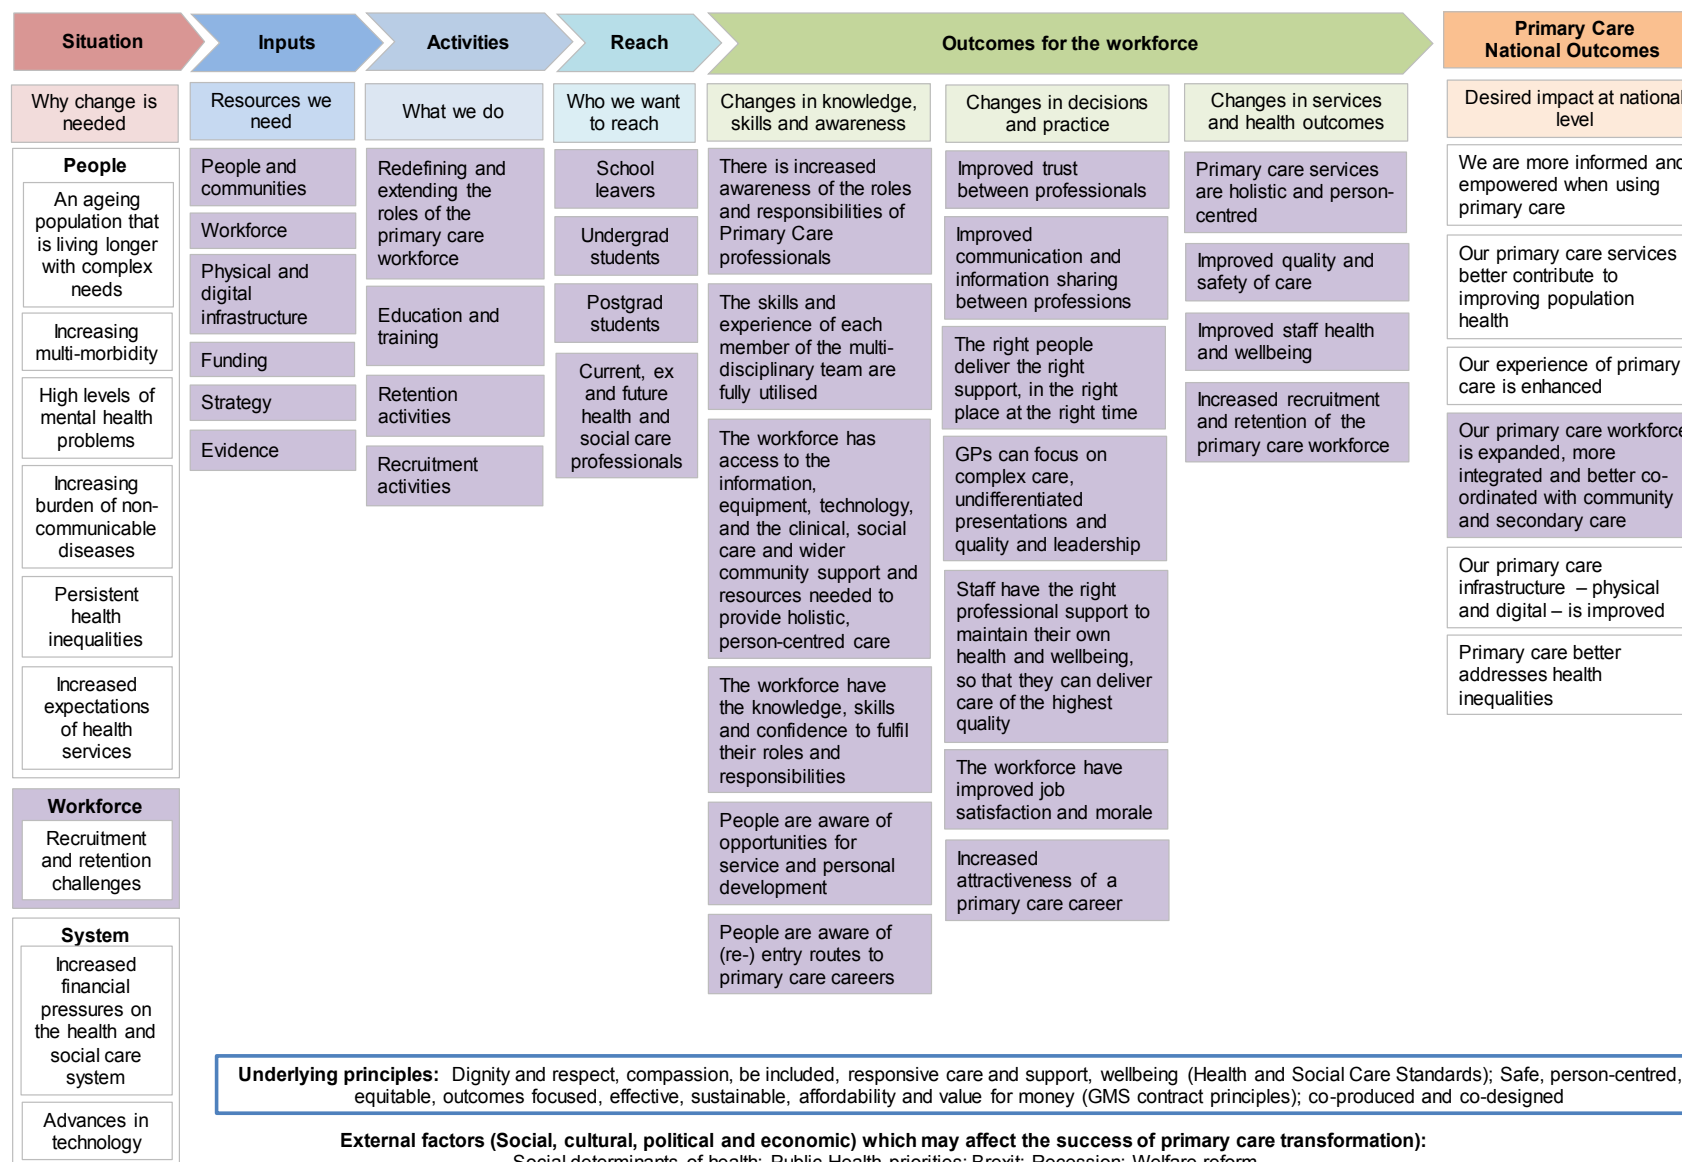 Situation
Inputs
Activities
Reach
Outcomes for the workforce
Primary Care
National Outcomes
Why change is
needed
Resources we
need
What we do
Who we want
to reach
Changes in knowledge,
skills and awareness
Changes in decisions
and practice
Changes in services
and health outcomes
Desired impact at national
level
People
An ageing
population that
is living longer
with complex
needs
Increasing
multi-morbidity
High levels of
mental health
problems
Increasing
burden of non-
communicable
diseases
Persistent
health
inequalities
Increased
expectations
of health
services
Workforce
Recruitment
and retention
challenges
System
Increased
financial
pressures on
the health and
social care
system
Advances in
technology
People and
communities
Workforce
Physical and
digital
infrastructure
Funding
Strategy
Evidence
Redefining and
extending the
roles of the
primary care
workforce
Education and
training
Retention
activities
Recruitment
activities
School
leavers
Undergrad
students
Postgrad
students
Current, ex
and future
health and
social care
professionals
There is increased
awareness of the roles
and responsibilities of
Primary Care
professionals
The skills and
experience of each
member of the multi-
disciplinary team are
fully utilised
The workforce has
access to the
information,
equipment, technology,
and the clinical, social
care and wider
community support and
resources needed to
provide holistic,
person-centred care
The workforce have
the knowledge, skills
and confidence to fulfil
their roles and
responsibilities
People are aware of
opportunities for
service and personal
development
People are aware of
(re-) entry routes to
primary care careers
Improved trust
between professionals
Improved
communication and
information sharing
between professions
The right people
deliver the right
support, in the right
place at the right time
GPs can focus on
complex care,
undifferentiated
presentations and
quality and leadership
Staff have the right
professional support to
maintain their own
health and wellbeing,
so that they can deliver
care of the highest
quality
The workforce have
improved job
satisfaction and morale
Increased
attractiveness of a
primary care career
Primary care services
are holistic and person-
centred
Improved quality and
safety of care
Improved staff health
and wellbeing
Increased recruitment
and retention of the
primary care workforce
We are more informed and
empowered when using
primary care
Our primary care services
better contribute to
improving population
health
Our experience of primary
care is enhanced
Our primary care workforce
is expanded, more
integrated and better co-
ordinated with community
and secondary care
Our primary care
infrastructure – physical
and digital – is improved
Primary care better
addresses health
inequalities
Underlying principles: Dignity and respect, compassion, be included, responsive care and support, wellbeing (Health and Social Care Standards); Safe, person-centred,
equitable, outcomes focused, effective, sustainable, affordability and value for money (GMS contract principles); co-produced and co-designed
External factors (Social, cultural, political and economic) which may affect the success of primary care transformation):
Social determinants of health; Public Health priorities; Brexit; Recession; Welfare reform